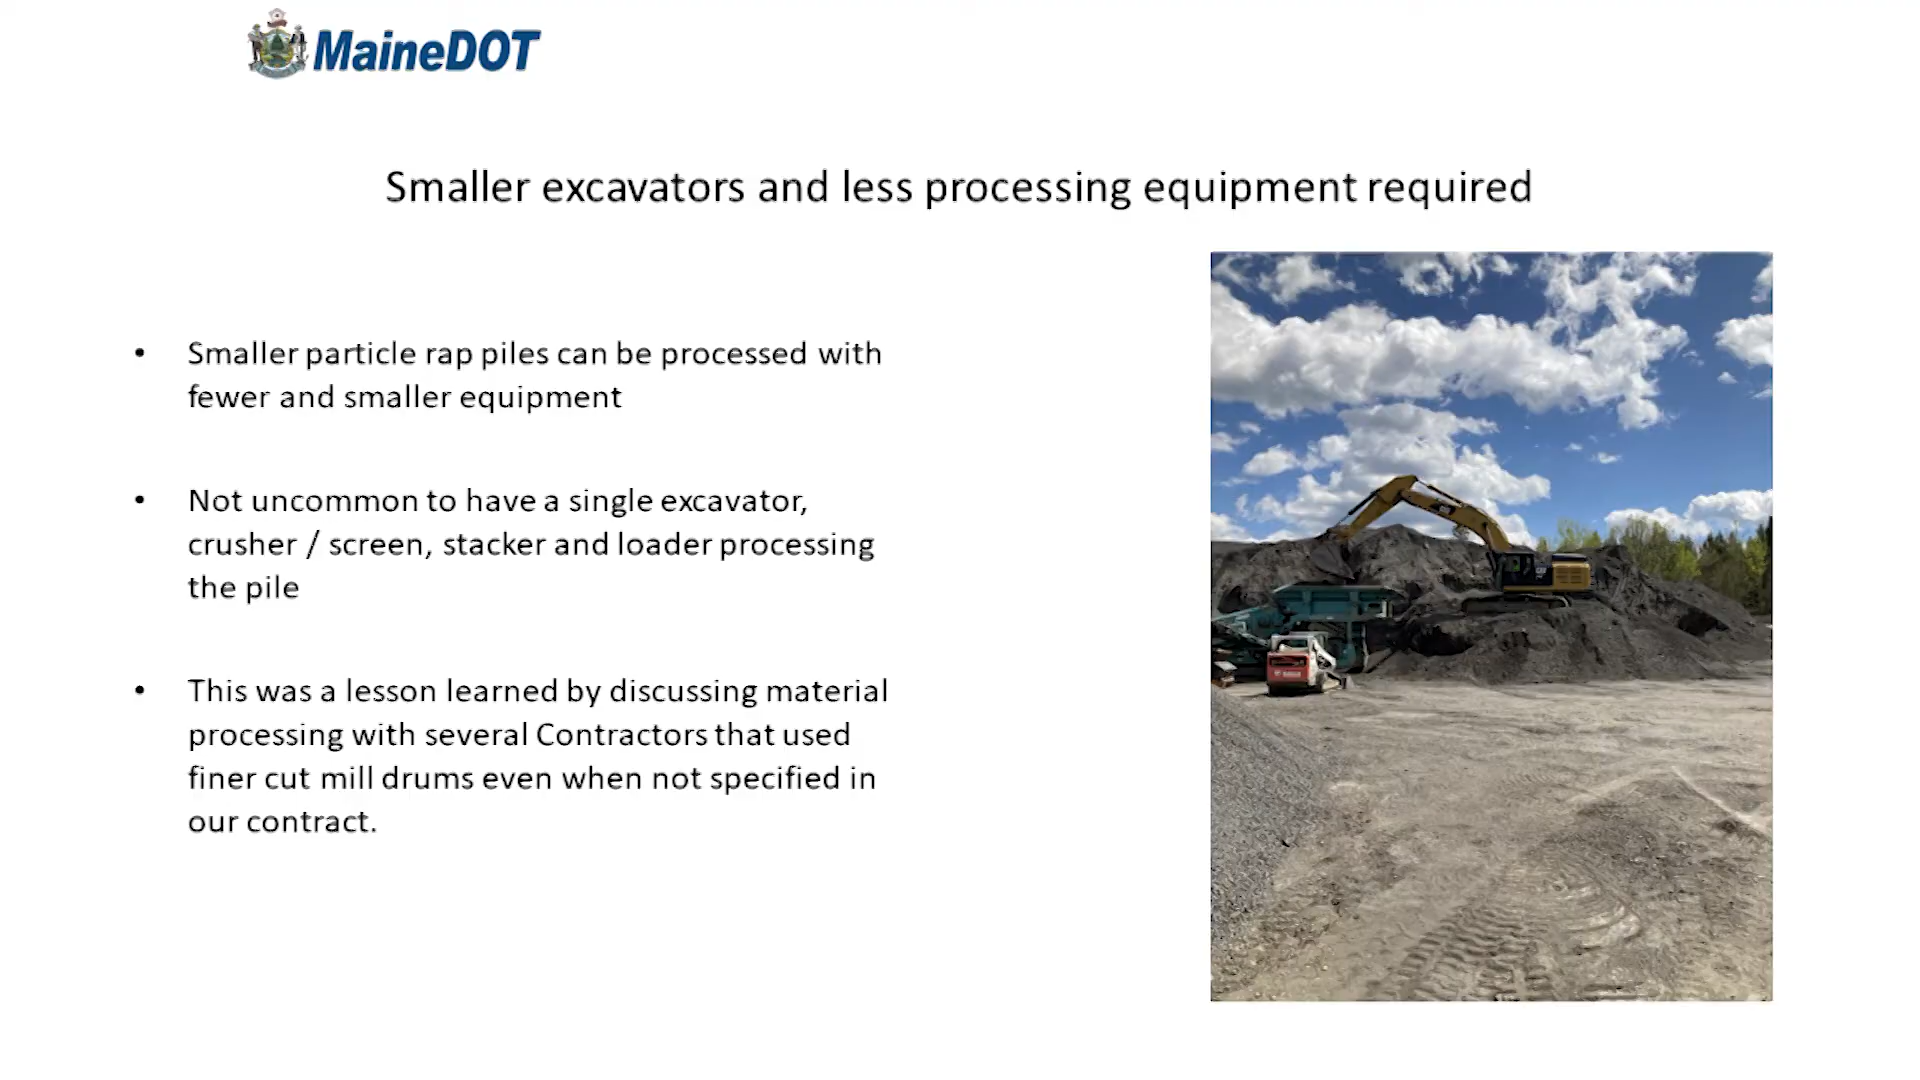 MaineDOT
Smaller excavators and less processing equipment required
• Smaller particle rap piles can be processed with
fewer and smaller equipment
• Not uncommon to have a single excavator,
crusher / screen, stacker and loader processing
the pile
• This was a lesson learned by discussing material
processing with several Contractors that used
finer cut mill drums even when not specified in
our contract.